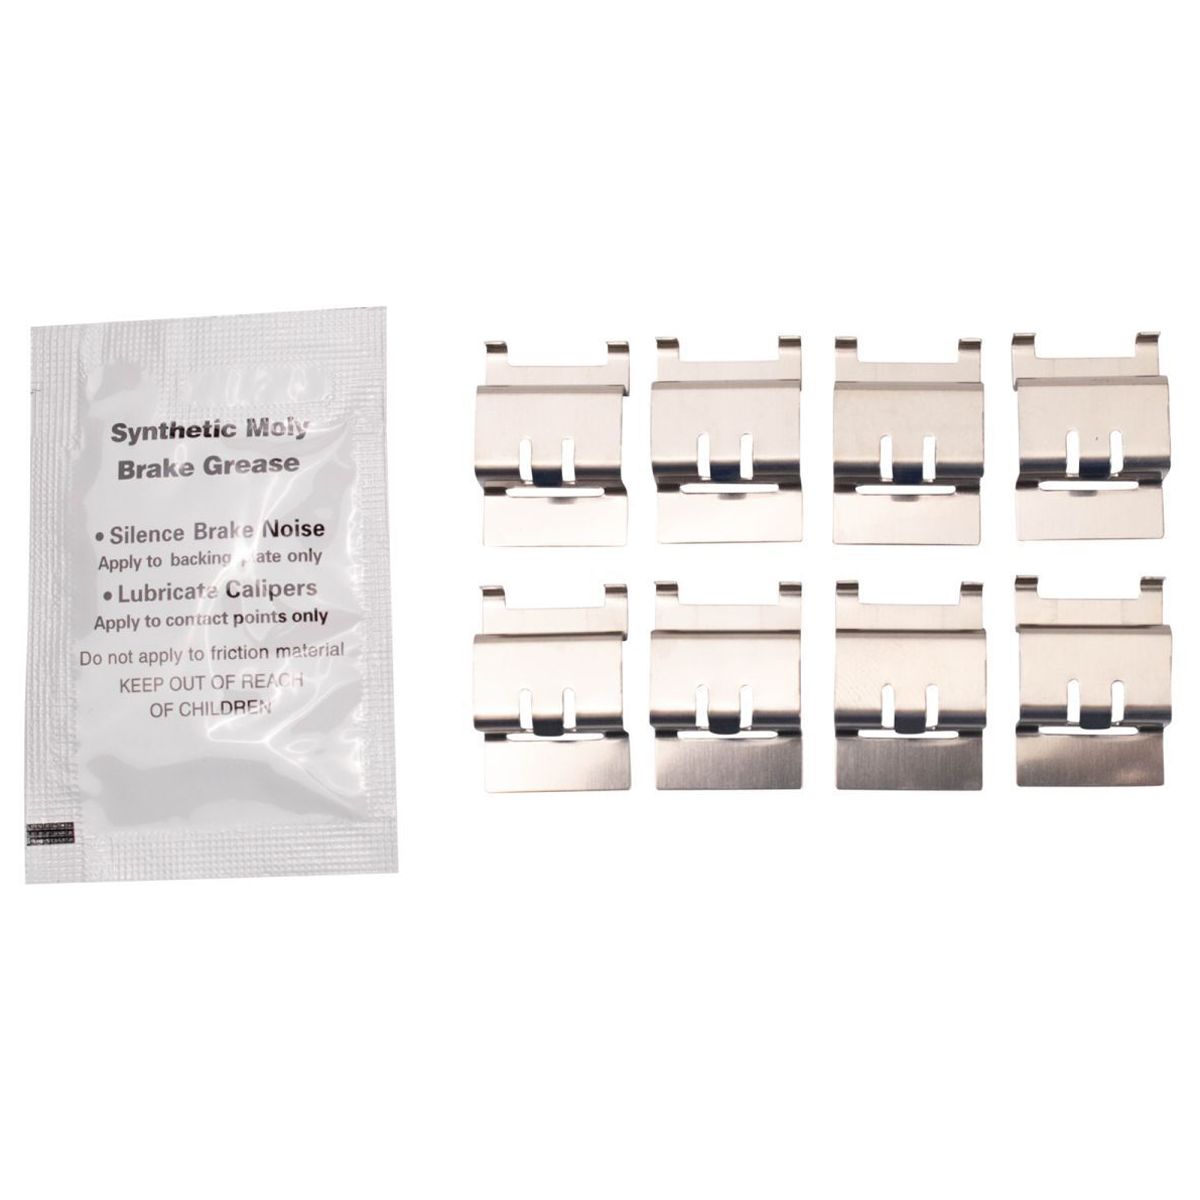 Synthetic Moly
Brake Grease
• Silence Brake Noise
Apply to backing plate only
• Lubricate Calipers
Apply to contact points only
Do not apply to friction material
KEEP OUT OF REACH
OF CHILDREN